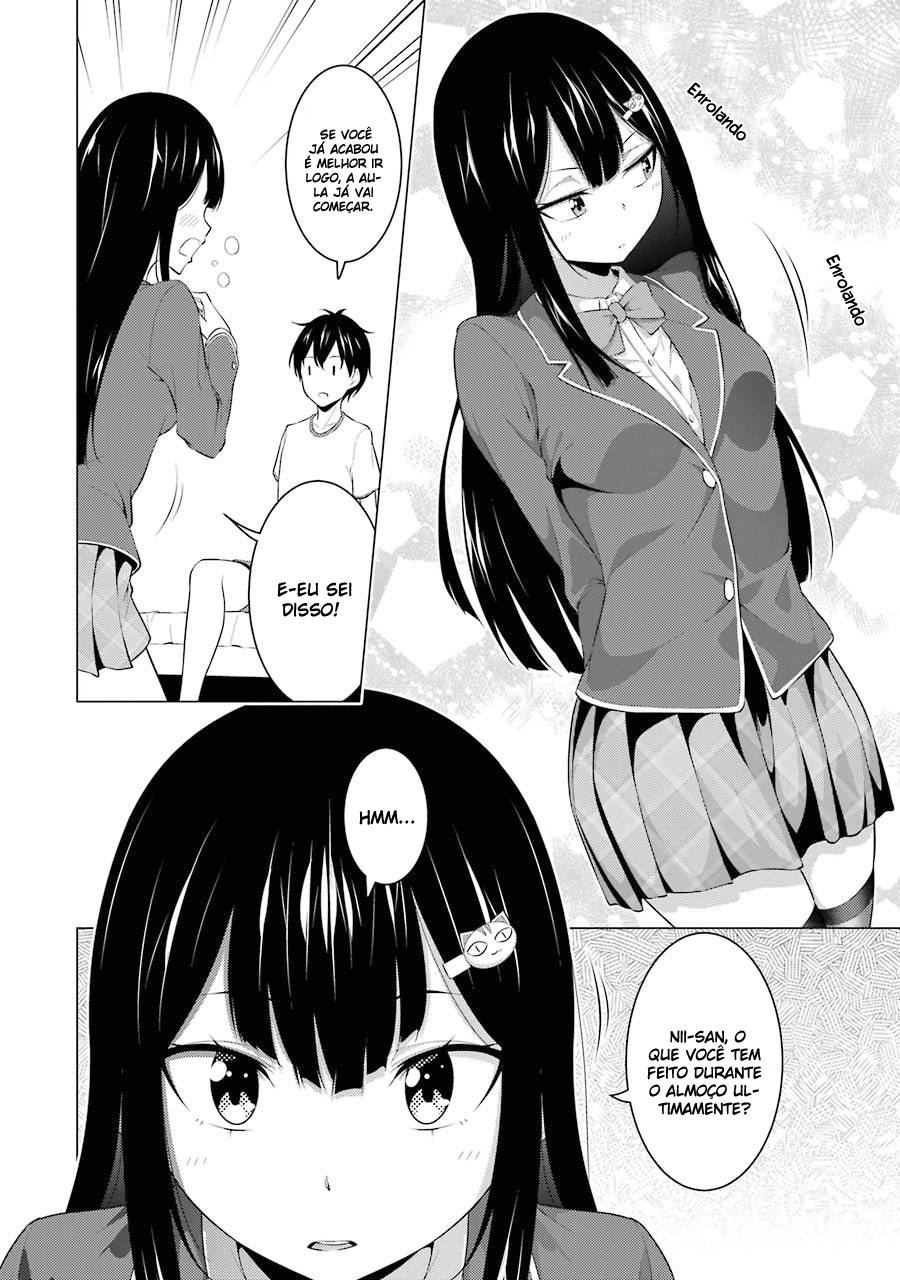 Enrolando
Enrolando
SE VOCÊ
JÁ ACABOU
É MELHOR IR
LOGO, A AU-
LA JÁ VAI
COMEÇAR.
E-EU SEI
DISSO!
HMM...
NII-SAN, O
QUE VOCÊ TEM
FEITO DURANTE
O ALMOÇO UL-
TIMAMENTE?